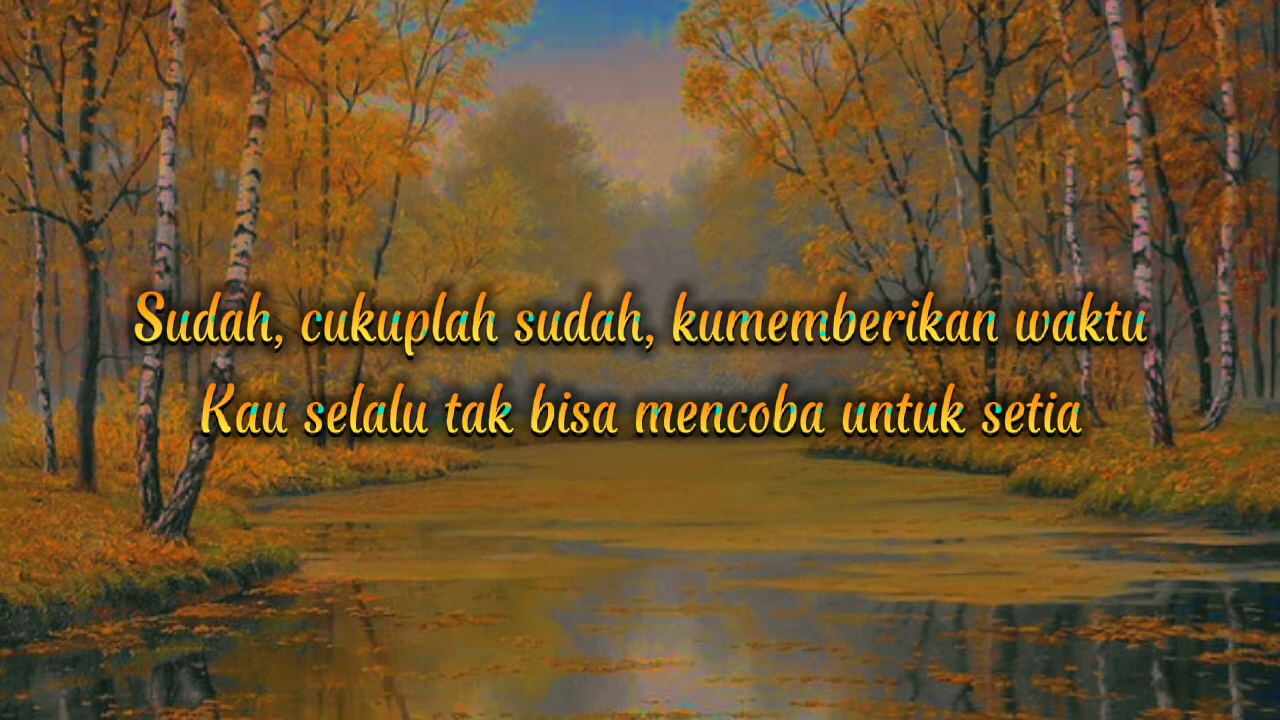 Sudah, cukuplah sudah, kumemberikan waktu
Kau selalu tak bisa mencoba untuk setia